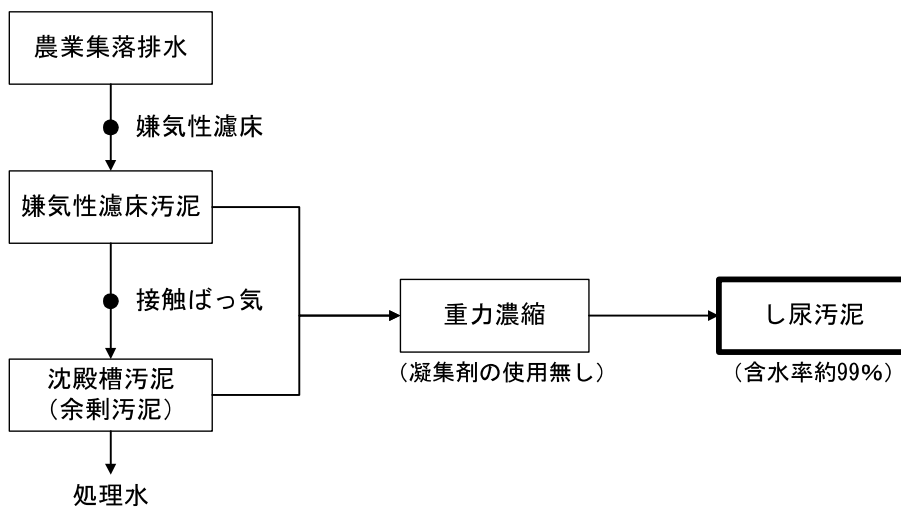 農業集落排水
嫌気性濾床
嫌気性濾床汚泥
接触ばっ気
沈殿槽汚泥
（余剰汚泥）
処理水
重力濃縮
（凝集剤の使用無し）
し尿汚泥
（含水率約99%）